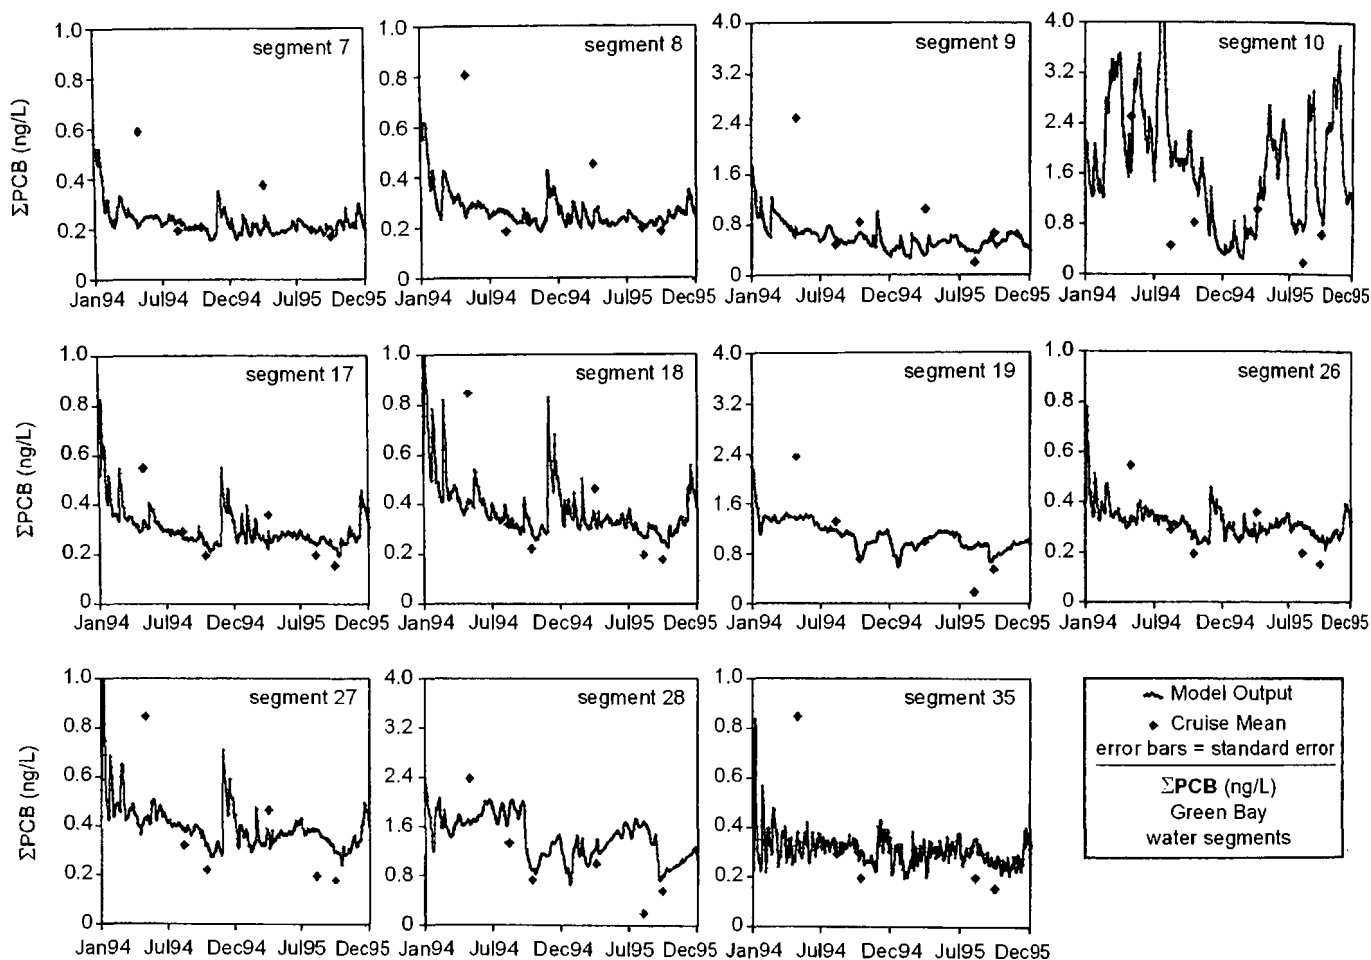 ΣPCB (ng/L)
1.0
0.8
0.6
0.4
0.2
0
segment 7
Jan94 Jul94 Dec94 Jul95 Dec95
1.0
0.8
0.6
0.4
0.2
0
segment 8
Jan94 Jul94 Dec94 Jul95 Dec95
4.0
3.2
2.4
1.6
0.8
0
segment 9
Jan94 Jul94 Dec94 Jul95 Dec95
4.0
3.2
2.4
1.6
0.8
0
segment 10
Jan94 Jul94 Dec94 Jul95 Dec95
ΣPCB (ng/L)
1.0
0.8
0.6
0.4
0.2
0
segment 17
Jan94 Jul94 Dec94 Jul95 Dec95
1.0
0.8
0.6
0.4
0.2
0
segment 18
Jan94 Jul94 Dec94 Jul95 Dec95
4.0
3.2
2.4
1.6
0.8
0
segment 19
Jan94 Jul94 Dec94 Jul95 Dec95
1.0
0.8
0.6
0.4
0.2
0
segment 26
Jan94 Jul94 Dec94 Jul95 Dec95
ΣPCB (ng/L)
1.0
0.8
0.6
0.4
0.2
0
segment 27
Jan94 Jul94 Dec94 Jul95 Dec95
4.0
3.2
2.4
1.6
0.8
0
segment 28
Jan94 Jul94 Dec94 Jul95 Dec95
1.0
0.8
0.6
0.4
0.2
0
segment 35
Jan94 Jul94 Dec94 Jul95 Dec95
Model Output
Cruise Mean
error bars = standard error
ΣPCB (ng/L)
Green Bay
water segments